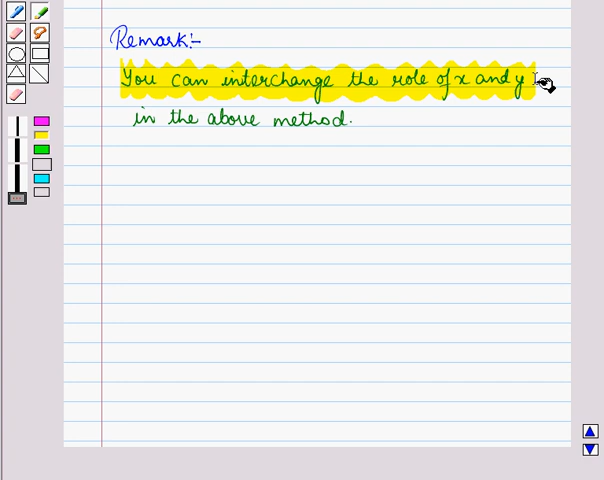 Remark:-
You can interchange the role of x and y
in the above method.